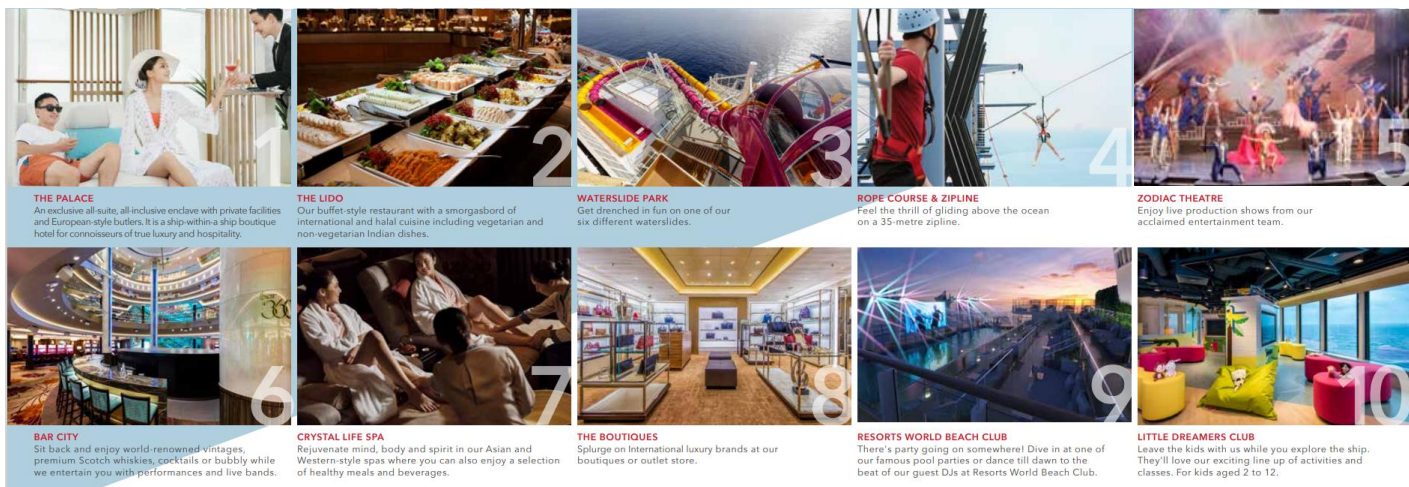 1
THE PALACE
An exclusive all-suite, all-inclusive enclave with private facilities
and European-style butlers. It is a ship-within-a ship boutique
hotel for connoisseurs of true luxury and hospitality.
2
THE LIDO
Our buffet-style restaurant with a smorgasbord of
international and halal cuisine including vegetarian and
non-vegetarian Indian dishes.
3
WATERSLIDE PARK
Get drenched in fun on one of our
six different waterslides.
4
ROPE COURSE & ZIPLINE
Feel the thrill of gliding above the ocean
on a 35-metre zipline.
5
ZODIAC THEATRE
Enjoy live production shows from our
acclaimed entertainment team.
360
6
BAR CITY
Sit back and enjoy world-renowned vintages,
premium Scotch whiskies, cocktails or bubbly while
we entertain you with performances and live bands.
7
CRYSTAL LIFE SPA
Rejuvenate mind, body and spirit in our Asian and
Western-style spas where you can also enjoy a selection
of healthy meals and beverages.
8
THE BOUTIQUES
Splurge on International luxury brands at our
boutiques or outlet store.
9
RESORTS WORLD BEACH CLUB
There's party going on somewhere! Dive in at one of
our famous pool parties or dance till dawn to the
beat of our guest DJs at Resorts World Beach Club.
10
LITTLE DREAMERS CLUB
Leave the kids with us while you explore the ship.
They'll love our exciting line up of activities and
classes. For kids aged 2 to 12.